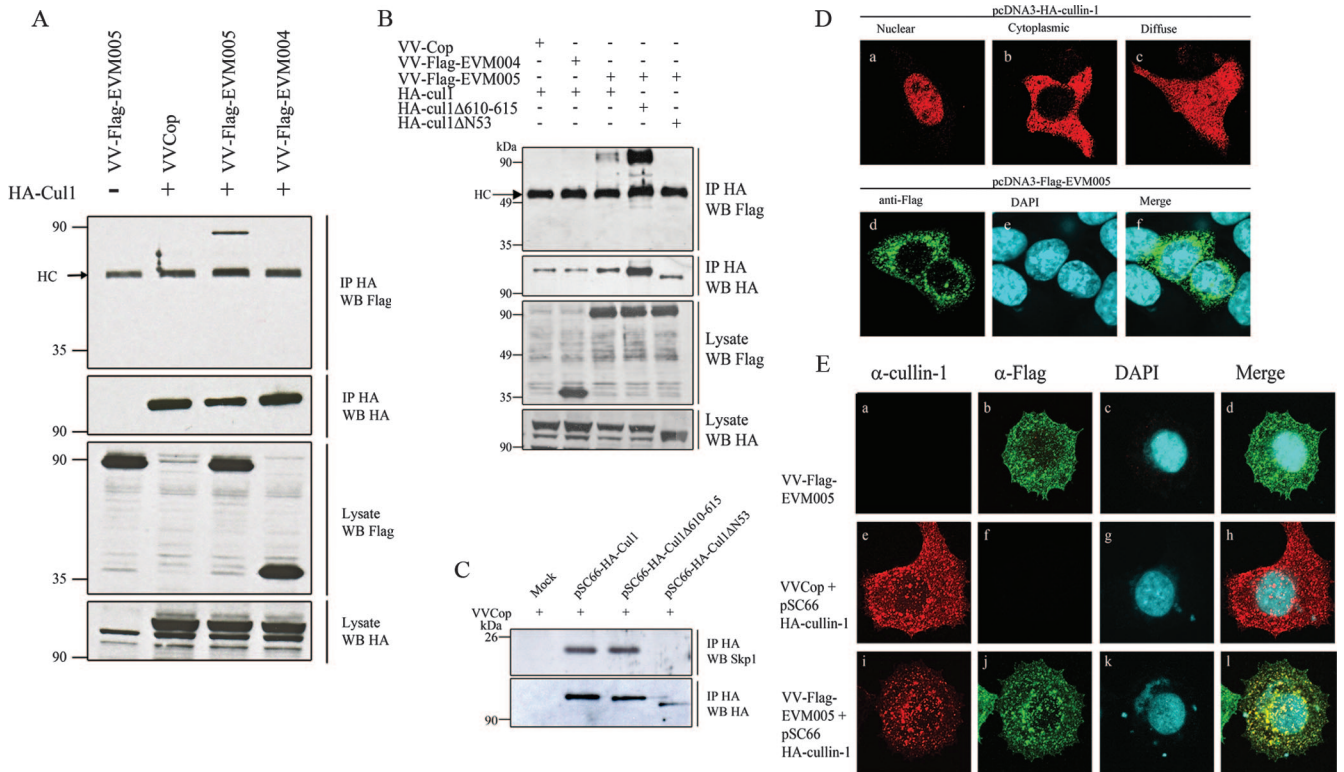 A
VV-Flag-EVM005
VVCop
VV-Flag-EVM005
VV-Flag-EVM004
HA-Cul1 - + + +
90
HC
35
IP HA
WB Flag
90
IP HA
WB HA
90
35
Lysate
WB Flag
90
Lysate
WB HA
B
VV-Cop + - - - -
VV-Flag-EVM004 - + - - -
VV-Flag-EVM005 - - + + +
HA-cul1 + + + - -
HA-cul1Δ610-615 - - - + -
HA-cul1ΔN53 - - - - +
kDa
90
HC
49
35
IP HA
WB Flag
90
IP HA
WB HA
90
49
35
Lysate
WB Flag
90
Lysate
WB HA
C
Mock
pSC66-HA-Cul1
pSC66-HA-Cul1Δ610-615
pSC66-HA-Cul1ΔN53
VVCop + + + +
kDa
26
IP HA
WB Skp1
90
IP HA
WB HA
D
pcDNA3-HA-cullin-1
Nuclear Cytoplasmic Diffuse
a b c
pcDNA3-Flag-EVM005
anti-Flag DAPI Merge
d e f
E
α-cullin-1 α-Flag DAPI Merge
a b c d
VV-Flag-
EVM005
e f g h
VVCop +
pSC66
HA-cullin-1
i j k l
VV-Flag-
EVM005 +
pSC66
HA-cullin-1